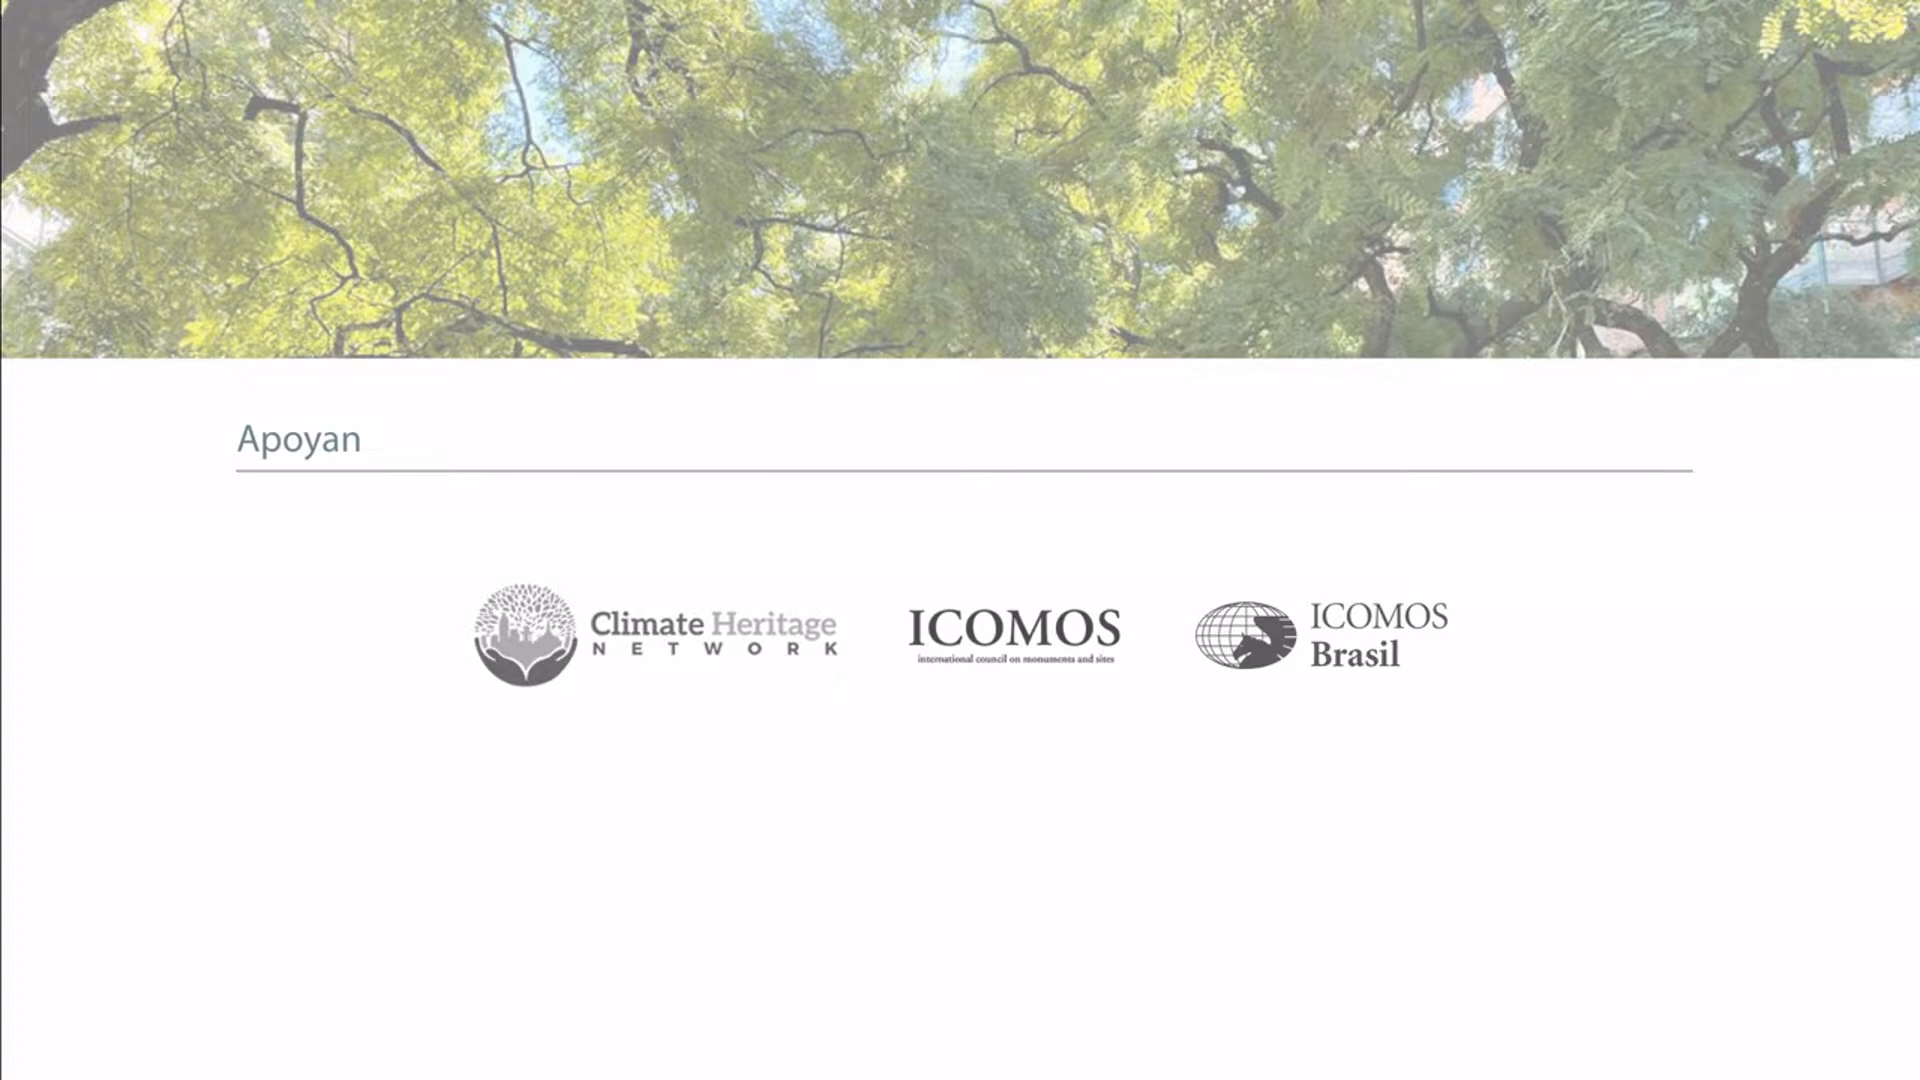 Apoyan
Climate Heritage
NETWORK
ICOMOS
international council on monuments and sites
ICOMOS
Brasil